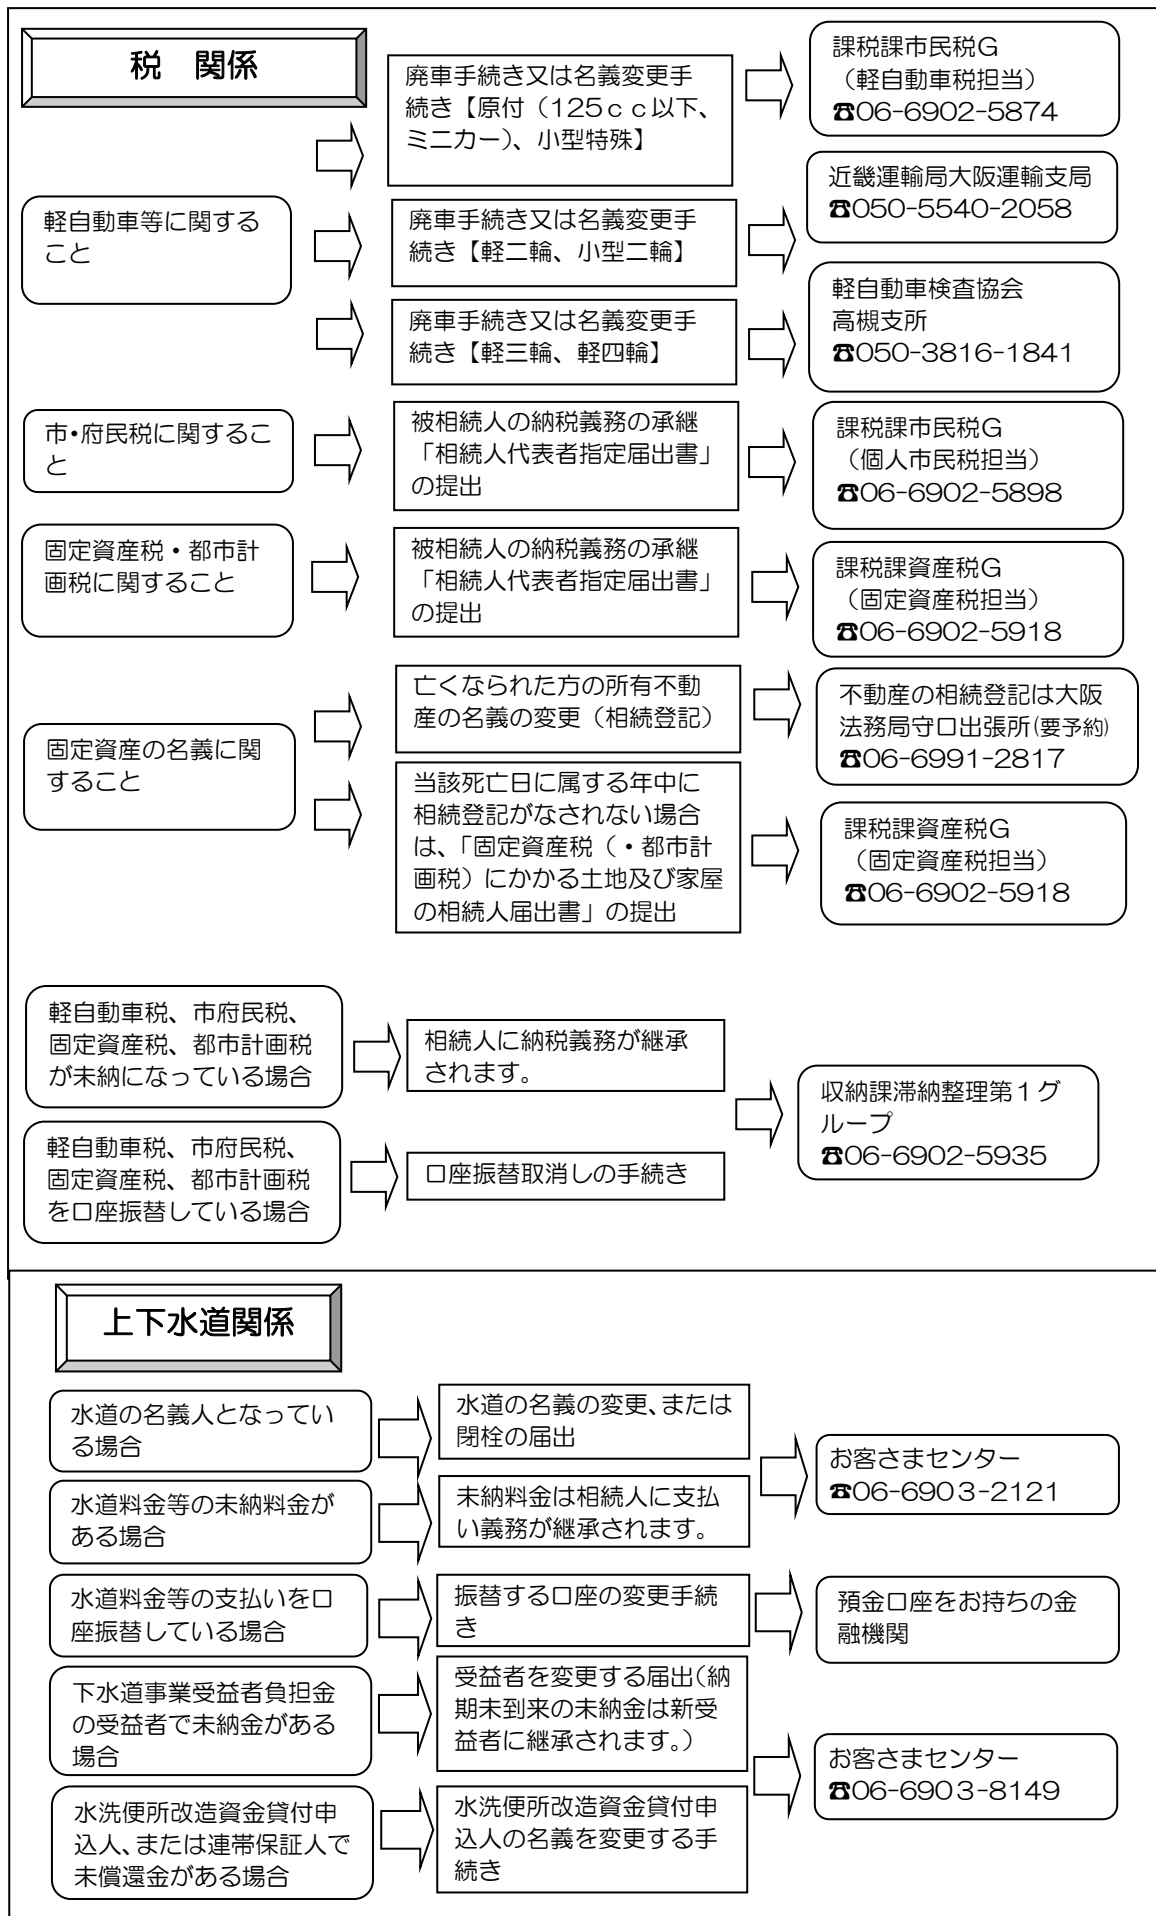 税　関係
軽自動車等に関する
こと
廃車手続き又は名義変更手
続き【原付（125ｃｃ以下、
ミニカー）、小型特殊】
課税課市民税G
（軽自動車税担当）
☎06-6902-5874
廃車手続き又は名義変更手
続き【軽二輪、小型二輪】
近畿運輸局大阪運輸支局
☎050-5540-2058
廃車手続き又は名義変更手
続き【軽三輪、軽四輪】
軽自動車検査協会
高槻支所
☎050-3816-1841
市・府民税に関するこ
と
被相続人の納税義務の承継
「相続人代表者指定届出書」
の提出
課税課市民税G
（個人市民税担当）
☎06-6902-5898
固定資産税・都市計
画税に関すること
被相続人の納税義務の承継
「相続人代表者指定届出書」
の提出
課税課資産税G
（固定資産税担当）
☎06-6902-5918
固定資産の名義に関
すること
亡くなられた方の所有不動
産の名義の変更（相続登記）
不動産の相続登記は大阪
法務局守口出張所(要予約)
☎06-6991-2817
当該死亡日に属する年中に
相続登記がなされない場合
は、「固定資産税（・都市計
画税）にかかる土地及び家屋
の相続人届出書」の提出
課税課資産税G
（固定資産税担当）
☎06-6902-5918
軽自動車税、市府民税、
固定資産税、都市計画税
が未納になっている場合
相続人に納税義務が継承
されます。
軽自動車税、市府民税、
固定資産税、都市計画税
を口座振替している場合
口座振替取消しの手続き
収納課滞納整理第１グ
ループ
☎06-6902-5935
上下水道関係
水道の名義人となってい
る場合
水道の名義の変更、または
閉栓の届出
水道料金等の未納料金が
ある場合
未納料金は相続人に支払
い義務が継承されます。
お客さまセンター
☎06-6903-2121
水道料金等の支払いを口
座振替している場合
振替する口座の変更手続
き
預金口座をお持ちの金
融機関
下水道事業受益者負担金
の受益者で未納金がある
場合
受益者を変更する届出（納
期未到来の未納金は新受
益者に継承されます。）
水洗便所改造資金貸付申
込人、または連帯保証人で
未償還金がある場合
水洗便所改造資金貸付申
込人の名義を変更する手
続き
お客さまセンター
☎06-6903-8149